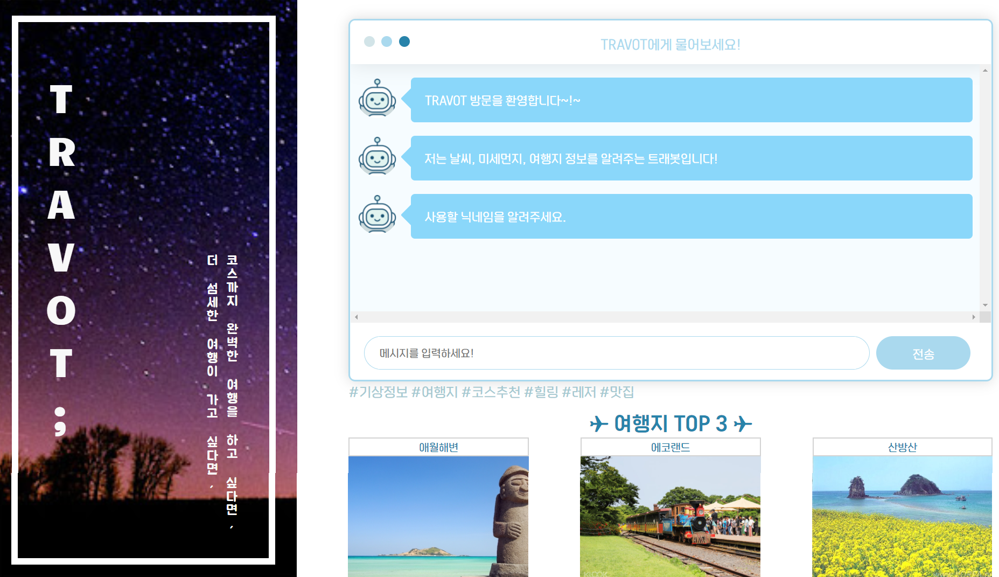 TRAVOT;
코스까지 완벽한 여행을 하고 싶다면,
더 섬세한 여행이 가고 싶다면,
TRAVOT에게 물어보세요!
TRAVOT 방문을 환영합니다~!~
저는 날씨, 미세먼지, 여행지 정보를 알려주는 트래봇입니다!
사용할 닉네임을 알려주세요.
메시지를 입력하세요!
전송
#기상정보 #여행지 #코스추천 #힐링 #레저 #맛집
✈ 여행지 TOP 3 ✈
애월해변
에코랜드
산방산
KLOOK